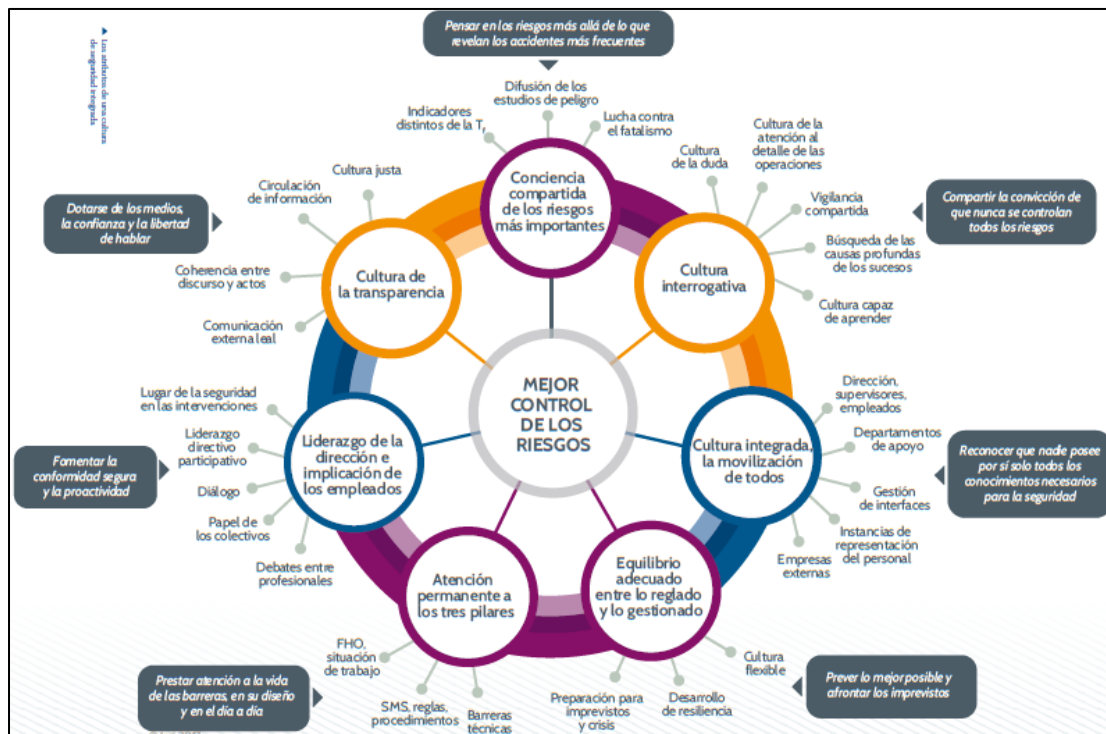 Los atributos de una cultura
de seguridad integrada
Pensar en los riesgos más allá de lo que
revelan los accidentes más frecuentes
Difusión de los
estudios de peligro
Indicadores
distintos de la Tf
Lucha contra
el fatalismo
Conciencia
compartida
de los riesgos
más importantes
Cultura
de la duda
Cultura de la
atención al
detalle de las
operaciones
Vigilancia
compartida
Búsqueda de las
causas profundas
de los sucesos
Cultura capaz
de aprender
Cultura
interrogativa
Compartir la convicción de
que nunca se controlan
todos los riesgos
Dirección,
supervisores,
empleados
Departamentos
de apoyo
Gestión
de interfaces
Instancias de
representación
del personal
Empresas
externas
Cultura integrada,
la movilización
de todos
Reconocer que nadie posee
por sí solo todos los
conocimientos necesarios
para la seguridad
Equilibrio
adecuado
entre lo reglado
y lo gestionado
Cultura
flexible
Desarrollo
de resiliencia
Preparación para
imprevistos
y crisis
Prever lo mejor posible y
afrontar los imprevistos
Atención
permanente a
los tres pilares
FHO,
situación
de trabajo
SMS, reglas,
procedimientos
Barreras
técnicas
Prestar atención a la vida
de las barreras, en su diseño
y en el día a día
Liderazgo de la
dirección e
implicación de
los empleados
Lugar de la seguridad
en las intervenciones
Liderazgo
directivo
participativo
Diálogo
Papel de
los colectivos
Debates entre
profesionales
Fomentar la
conformidad segura
y la proactividad
Cultura de
la transparencia
Cultura justa
Circulación
de información
Coherencia entre
discurso y actos
Comunicación
externa leal
Dotarse de los medios,
la confianza y la libertad
de hablar
MEJOR
CONTROL
DE LOS
RIESGOS